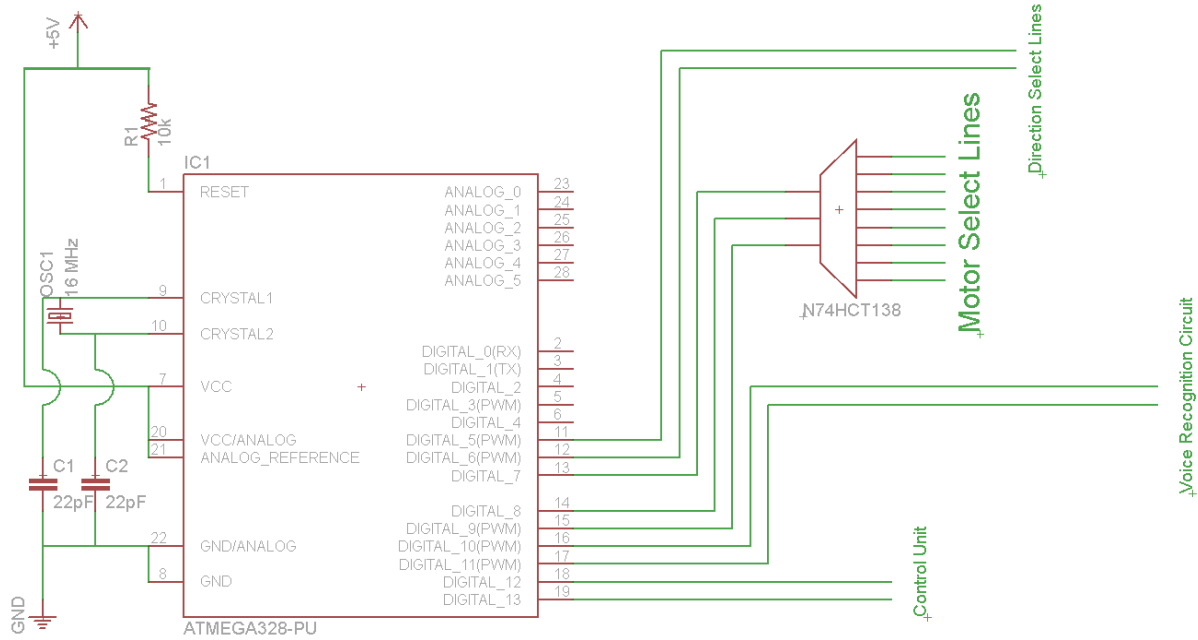 +5V
R1
10k
IC1
1
RESET
OSC1
16 MHz
9
CRYSTAL1
10
CRYSTAL2
7
VCC
20
VCC/ANALOG
21
ANALOG_REFERENCE
C1
22pF
C2
22pF
22
GND/ANALOG
8
GND
GND
ATMEGA328-PU
ANALOG_0 23
ANALOG_1 24
ANALOG_2 25
ANALOG_3 26
ANALOG_4 27
ANALOG_5 28
DIGITAL_0(RX) 2
DIGITAL_1(TX) 3
DIGITAL_2 4
DIGITAL_3(PWM) 5
DIGITAL_4 6
DIGITAL_5(PWM) 11
DIGITAL_6(PWM) 12
DIGITAL_7 13
DIGITAL_8 14
DIGITAL_9(PWM) 15
DIGITAL_10(PWM) 16
DIGITAL_11(PWM) 17
DIGITAL_12 18
DIGITAL_13 19
Direction Select Lines
Motor Select Lines
N74HCT138
Voice Recognition Circuit
Control Unit